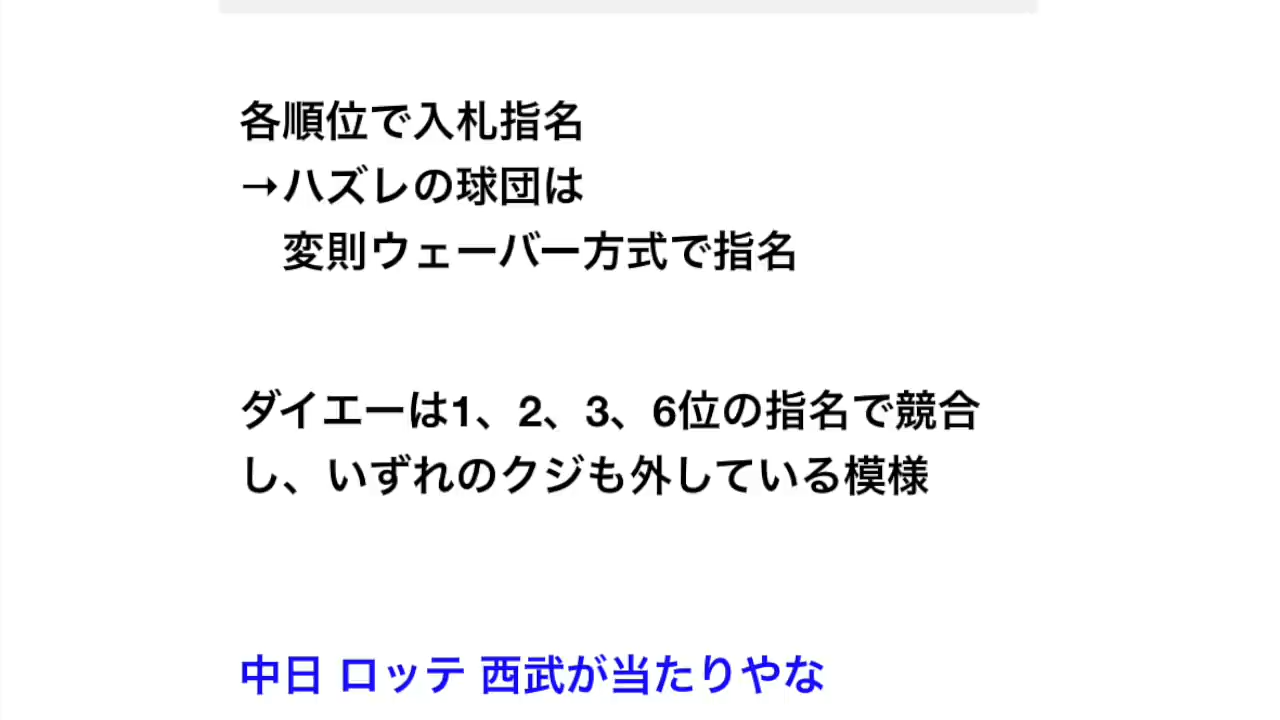 各順位で入札指名
→ハズレの球団は
変則ウェーバー方式で指名
ダイエーは1、2、3、6位の指名で競合
し、いずれのクジも外している模様
中日 ロッテ 西武が当たりやな